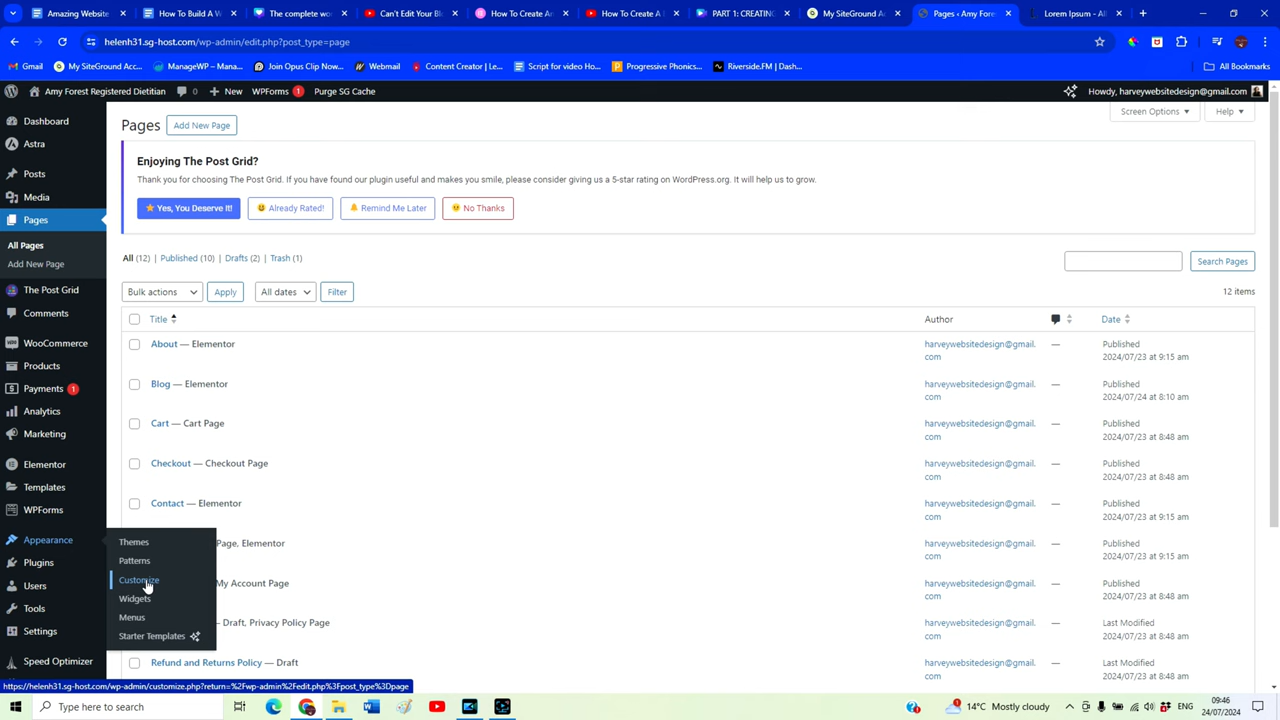 Amazing Website
How To Build A W
The complete wo
Can't Edit Your Bl
How To Create An
How To Create A
PART 1: CREATING
My SiteGround Ac
Pages ‹ Amy Fore
Lorem Ipsum - All
helenh31.sg-host.com/wp-admin/edit.php?post_type=page
Gmail
My SiteGround Acc...
ManageWP – Mana...
Join Opus Clip Now...
Webmail
Content Creator | Le...
Script for video Ho...
Progressive Phonics...
Riverside.FM | Dash...
All Bookmarks
Amy Forest Registered Dietitian
0
New
WPForms 1
Purge SG Cache
Howdy, harveywebsitedesign@gmail.com
Dashboard
Astra
Posts
Media
Pages
All Pages
Add New Page
The Post Grid
Comments
WooCommerce
Products
Payments 1
Analytics
Marketing
Elementor
Templates
WPForms
Appearance
Plugins
Users
Tools
Settings
Speed Optimizer
Themes
Patterns
Customize
Widgets
Menus
Starter Templates
Pages
Add New Page
Screen Options
Help
Enjoying The Post Grid?
Thank you for choosing The Post Grid. If you have found our plugin useful and makes you smile, please consider giving us a 5-star rating on WordPress.org. It will help us to grow.
Yes, You Deserve It!
Already Rated!
Remind Me Later
No Thanks
All (12) | Published (10) | Drafts (2) | Trash (1)
Search Pages
Bulk actions
Apply
All dates
Filter
12 items
Title
Author
Date
About — Elementor
harveywebsitedesign@gmail.
com
—
Published
2024/07/23 at 9:15 am
Blog — Elementor
harveywebsitedesign@gmail.
com
—
Published
2024/07/24 at 8:10 am
Cart — Cart Page
harveywebsitedesign@gmail.
com
—
Published
2024/07/23 at 8:48 am
Checkout — Checkout Page
harveywebsitedesign@gmail.
com
—
Published
2024/07/23 at 8:48 am
Contact — Elementor
harveywebsitedesign@gmail.
com
—
Published
2024/07/23 at 9:15 am
Page, Elementor
harveywebsitedesign@gmail.
com
—
Published
2024/07/23 at 9:15 am
My Account Page
harveywebsitedesign@gmail.
com
—
Published
2024/07/23 at 8:48 am
– Draft, Privacy Policy Page
harveywebsitedesign@gmail.
com
—
Last Modified
2024/07/23 at 8:46 am
Refund and Returns Policy — Draft
harveywebsitedesign@gmail.
com
—
Last Modified
2024/07/23 at 8:48 am
https://helenh31.sg-host.com/wp-admin/customize.php?return=%2Fwp-admin%2Fedit.php%3Fpost_type%3Dpage
Type here to search
14°C Mostly cloudy
ENG
09:46
24/07/2024